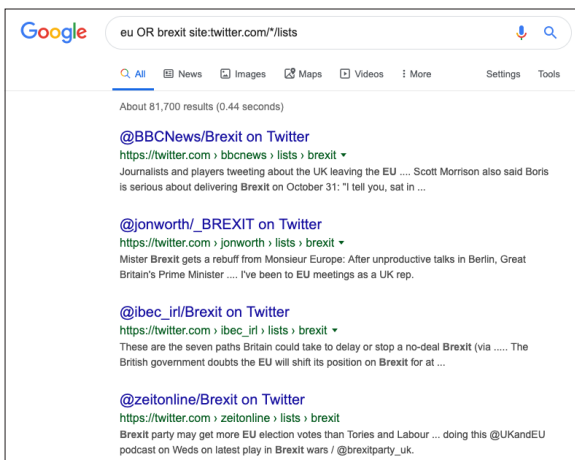 Google
eu OR brexit site:twitter.com/*/lists
All News Images Maps Videos More Settings Tools
About 81,700 results (0.44 seconds)
@BBCNews/Brexit on Twitter
https://twitter.com › bbcnews › lists › brexit
Journalists and players tweeting about the UK leaving the EU .... Scott Morrison also said Boris
is serious about delivering Brexit on October 31: "I tell you, sat in ...
@jonworth/_BREXIT on Twitter
https://twitter.com › jonworth › lists › brexit
Mister Brexit gets a rebuff from Monsieur Europe: After unproductive talks in Berlin, Great
Britain's Prime Minister .... I've been to EU meetings as a UK rep.
@ibec_irl/Brexit on Twitter
https://twitter.com › ibec_irl › lists › brexit
These are the seven paths Britain could take to delay or stop a no-deal Brexit (via ..... The
British government doubts the EU will shift its position on Brexit for at ...
@zeitonline/Brexit on Twitter
https://twitter.com › zeitonline › lists › brexit
Brexit party may get more EU election votes than Tories and Labour ... doing this @UKandEU
podcast on Weds on latest play in Brexit wars / @brexitparty_uk.